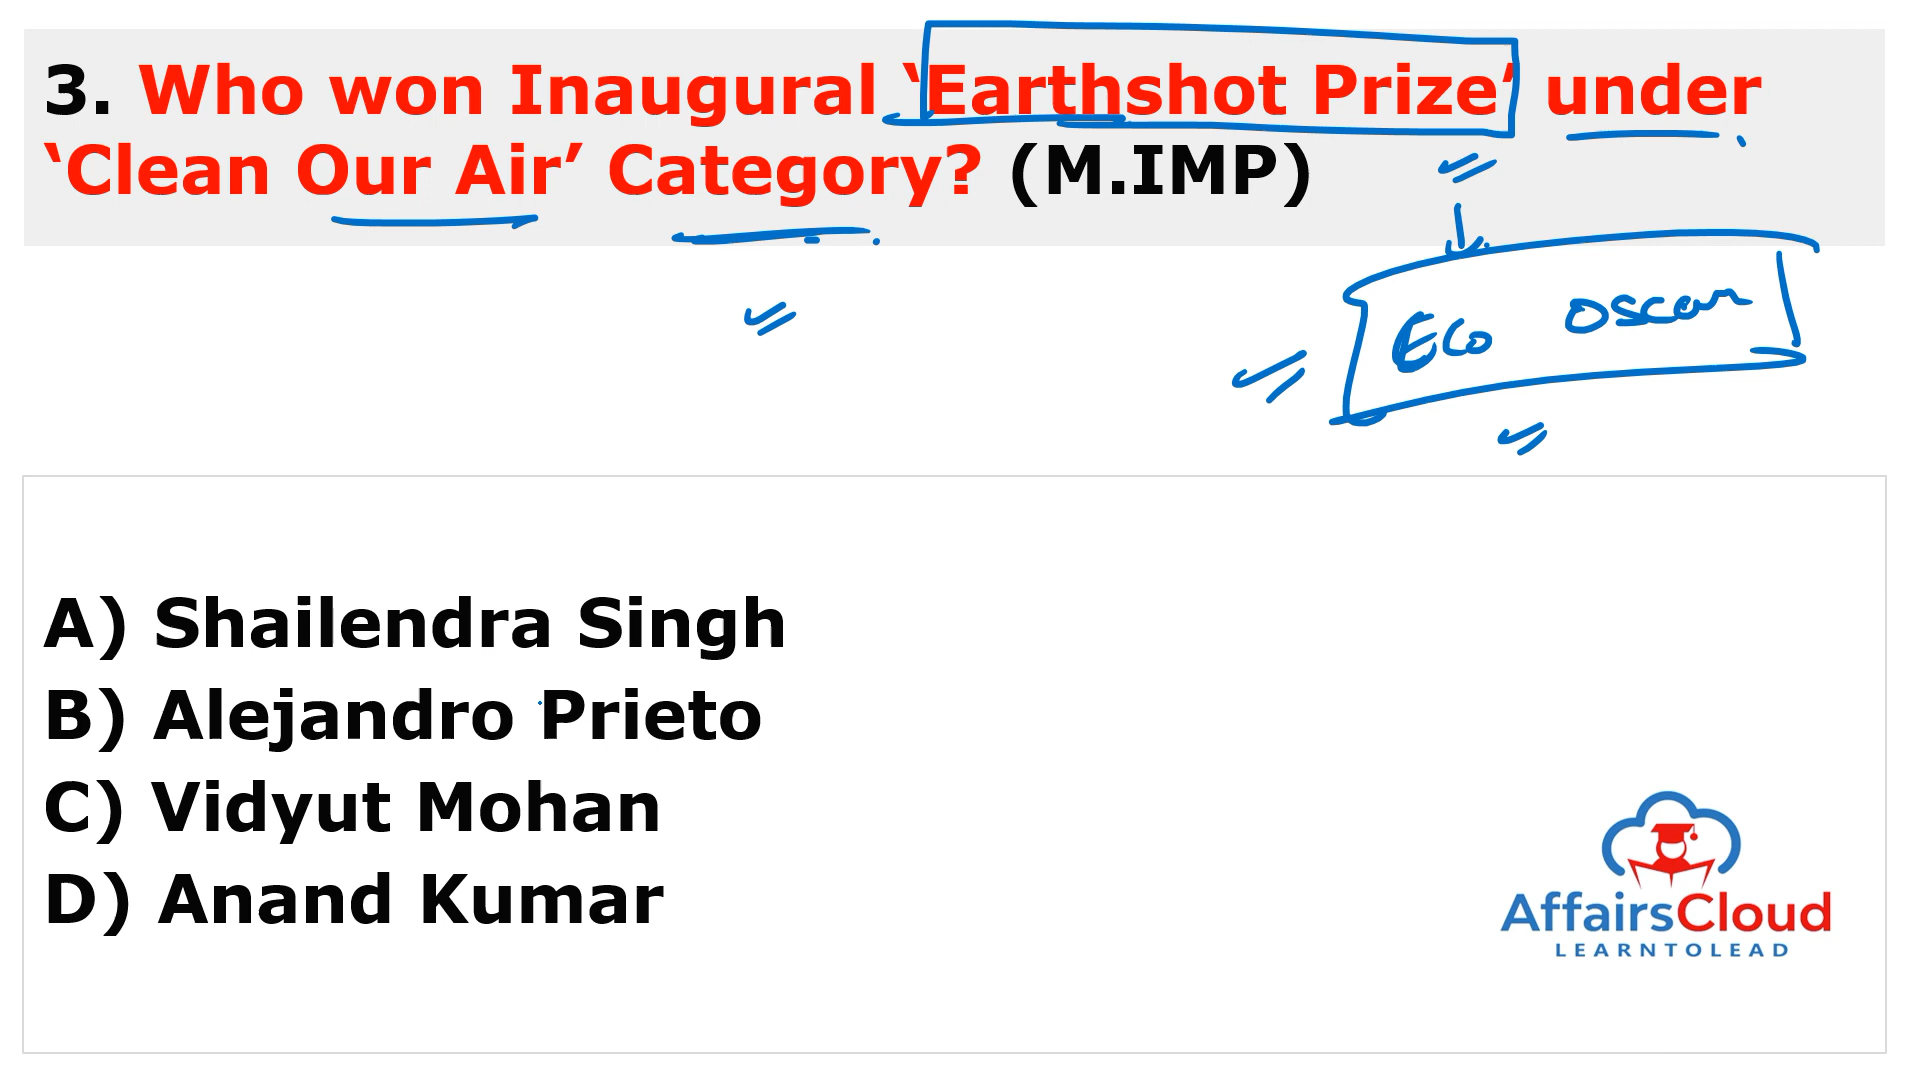 3. Who won Inaugural ‘Earthshot Prize’ under
‘Clean Our Air’ Category? (M.IMP)
Eco Oscar
A) Shailendra Singh
B) Alejandro Prieto
C) Vidyut Mohan
D) Anand Kumar
AffairsCloud
LEARNTOLEAD